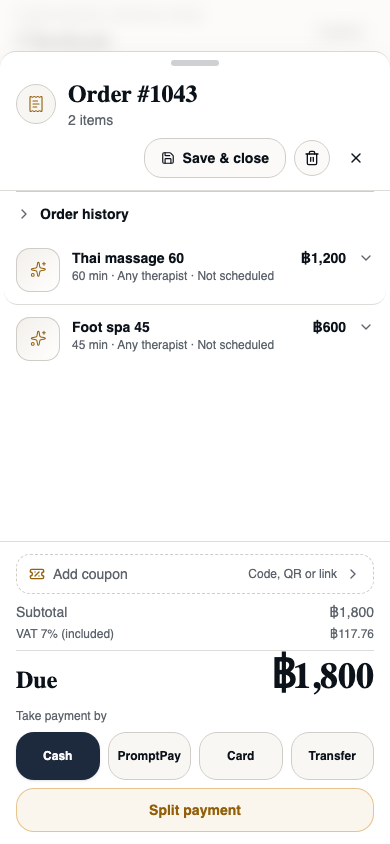 Order #1043
2 items
Save & close
Order history
Thai massage 60
฿1,200
60 min · Any therapist · Not scheduled
Foot spa 45
฿600
45 min · Any therapist · Not scheduled
Add coupon
Code, QR or link
Subtotal
฿1,800
VAT 7% (included)
฿117.76
Due
฿1,800
Take payment by
Cash
PromptPay
Card
Transfer
Split payment